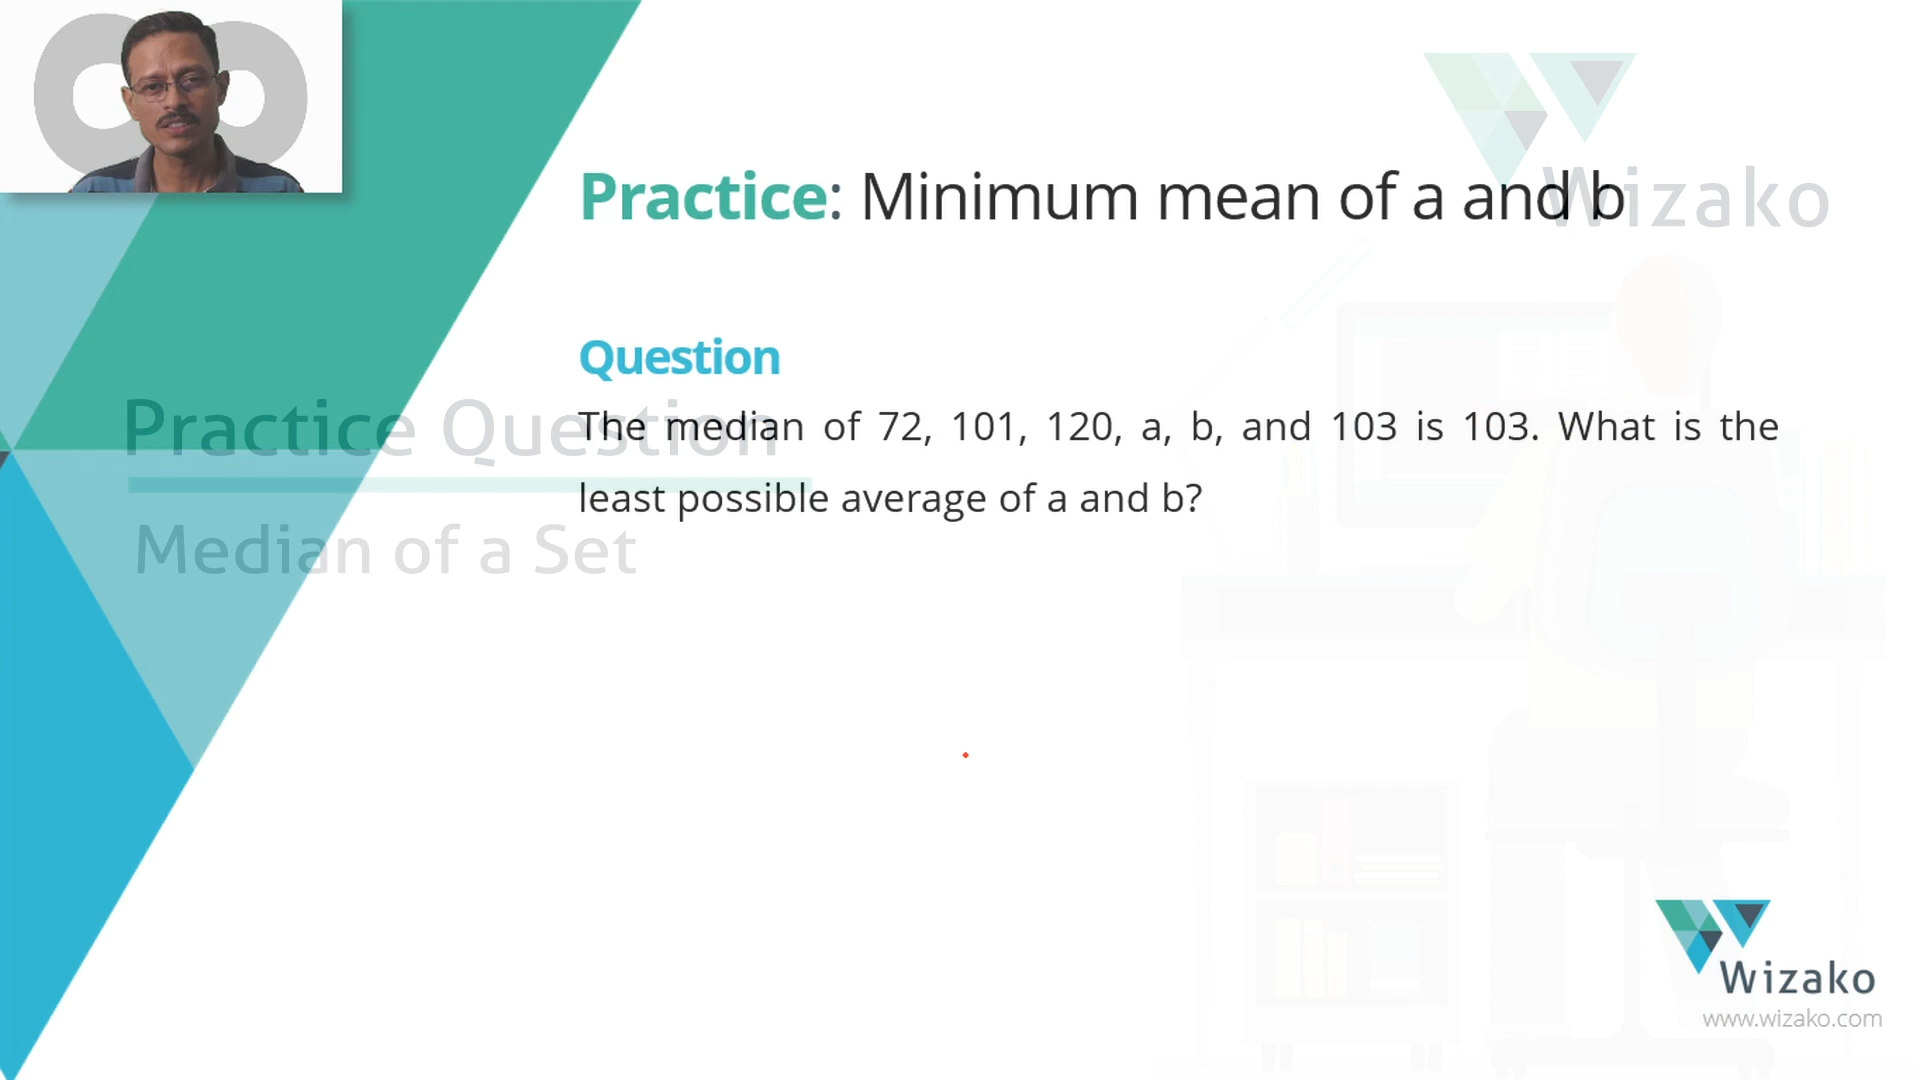 Wizako
Practice: Minimum mean of a and b
Question
The median of 72, 101, 120, a, b, and 103 is 103. What is the
least possible average of a and b?
Practice Question
Median of a Set
Wizako
www.wizako.com